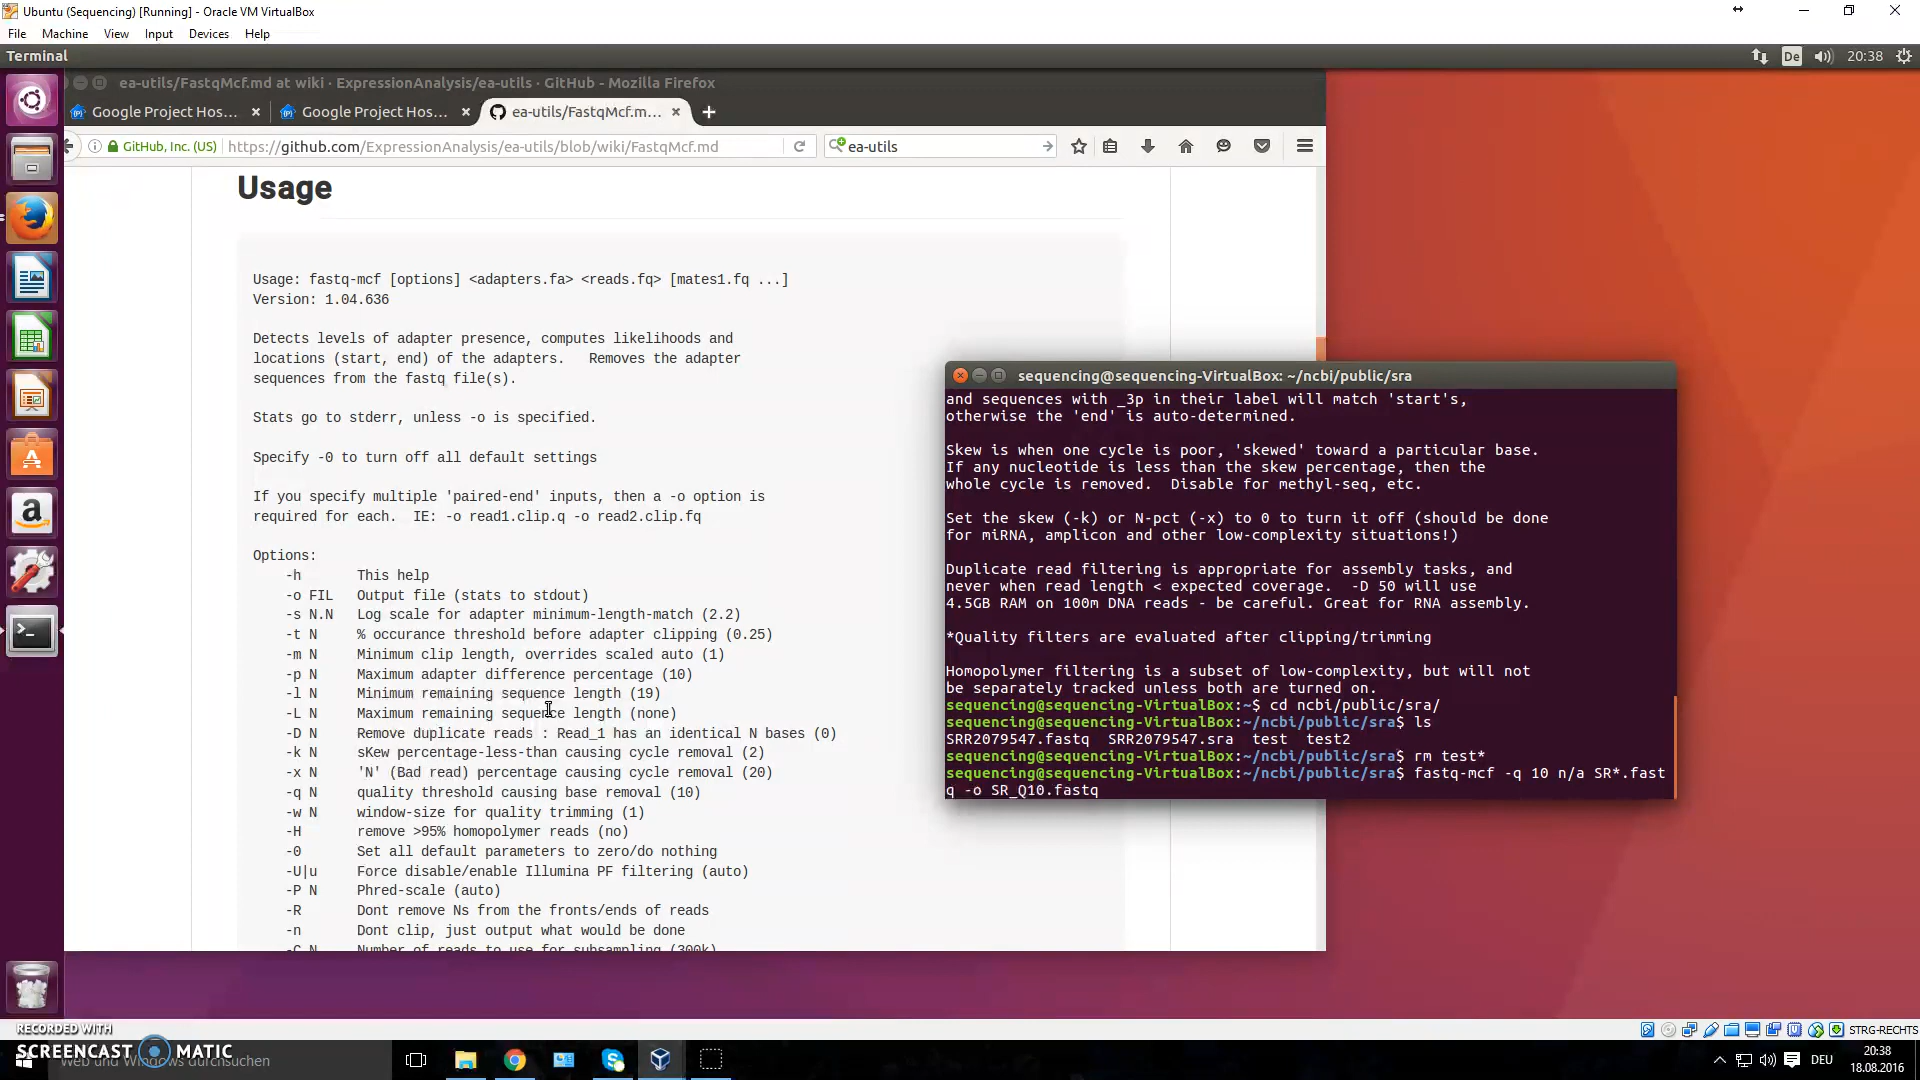 Ubuntu (Sequencing) [Running] - Oracle VM VirtualBox
File Machine View Input Devices Help
Terminal
De
20:38
ea-utils/FastqMcf.md at wiki · ExpressionAnalysis/ea-utils · GitHub - Mozilla Firefox
Google Project Hos...
Google Project Hos...
ea-utils/FastqMcf.m...
GitHub, Inc. (US)
https://github.com/ExpressionAnalysis/ea-utils/blob/wiki/FastqMcf.md
ea-utils
Usage
Usage: fastq-mcf [options] <adapters.fa> <reads.fq> [mates1.fq ...]
Version: 1.04.636
Detects levels of adapter presence, computes likelihoods and
locations (start, end) of the adapters.   Removes the adapter
sequences from the fastq file(s).
Stats go to stderr, unless -o is specified.
Specify -0 to turn off all default settings
If you specify multiple 'paired-end' inputs, then a -o option is
required for each.  IE: -o read1.clip.q -o read2.clip.fq
Options:
-h This help
-o FIL Output file (stats to stdout)
-s N.N Log scale for adapter minimum-length-match (2.2)
-t N % occurance threshold before adapter clipping (0.25)
-m N Minimum clip length, overrides scaled auto (1)
-p N Maximum adapter difference percentage (10)
-l N Minimum remaining sequence length (19)
-L N Maximum remaining sequence length (none)
-D N Remove duplicate reads : Read_1 has an identical N bases (0)
-k N sKew percentage-less-than causing cycle removal (2)
-x N 'N' (Bad read) percentage causing cycle removal (20)
-q N quality threshold causing base removal (10)
-w N window-size for quality trimming (1)
-H remove >95% homopolymer reads (no)
-0 Set all default parameters to zero/do nothing
-U|u Force disable/enable Illumina PF filtering (auto)
-P N Phred-scale (auto)
-R Dont remove Ns from the fronts/ends of reads
-n Dont clip, just output what would be done
-C N Number of reads to use for subsampling (300k)
sequencing@sequencing-VirtualBox: ~/ncbi/public/sra
and sequences with _3p in their label will match 'start's,
otherwise the 'end' is auto-determined.
Skew is when one cycle is poor, 'skewed' toward a particular base.
If any nucleotide is less than the skew percentage, then the
whole cycle is removed.  Disable for methyl-seq, etc.
Set the skew (-k) or N-pct (-x) to 0 to turn it off (should be done
for miRNA, amplicon and other low-complexity situations!)
Duplicate read filtering is appropriate for assembly tasks, and
never when read length < expected coverage.  -D 50 will use
4.5GB RAM on 100m DNA reads - be careful. Great for RNA assembly.
*Quality filters are evaluated after clipping/trimming
Homopolymer filtering is a subset of low-complexity, but will not
be separately tracked unless both are turned on.
sequencing@sequencing-VirtualBox:~$ cd ncbi/public/sra/
sequencing@sequencing-VirtualBox:~/ncbi/public/sra$ ls
SRR2079547.fastq  SRR2079547.sra  test  test2
sequencing@sequencing-VirtualBox:~/ncbi/public/sra$ rm test*
sequencing@sequencing-VirtualBox:~/ncbi/public/sra$ fastq-mcf -q 10 n/a SR*.fast
q -o SR_Q10.fastq
STRG-RECHTS
RECORDED WITH
SCREENCAST MATIC
Web und Windows durchsuchen
DEU
20:38
18.08.2016